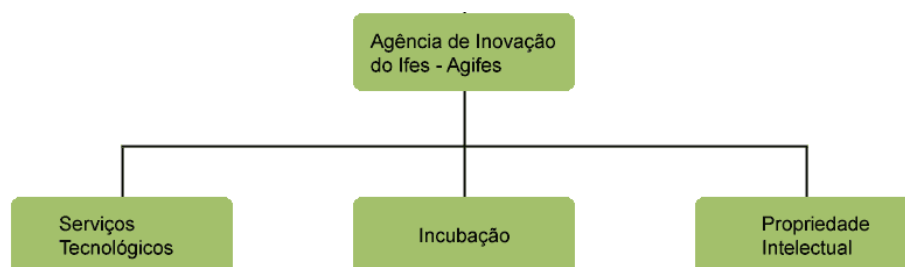 Agência de Inovação
do Ifes - Agifes
Serviços
Tecnológicos
Incubação
Propriedade
Intelectual